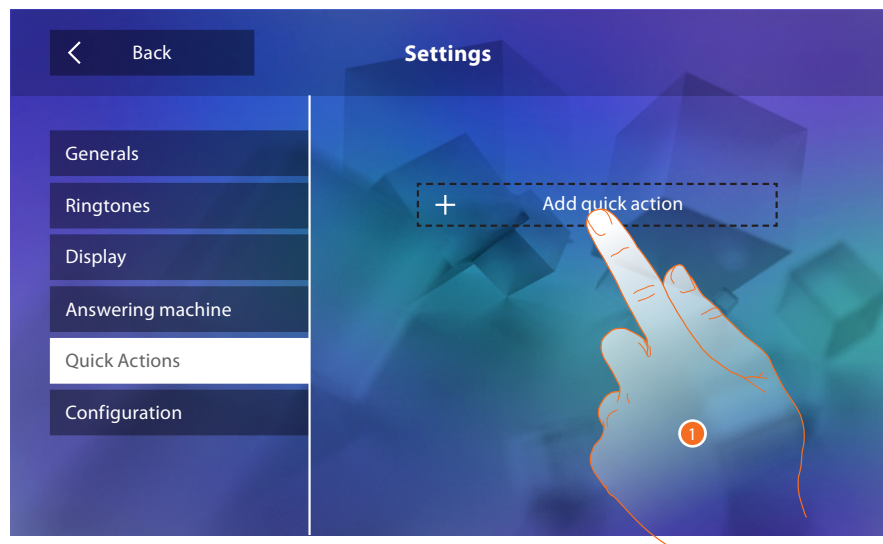 Back
Settings
Generals
Ringtones
Display
Answering machine
Quick Actions
Configuration
+ Add quick action
1